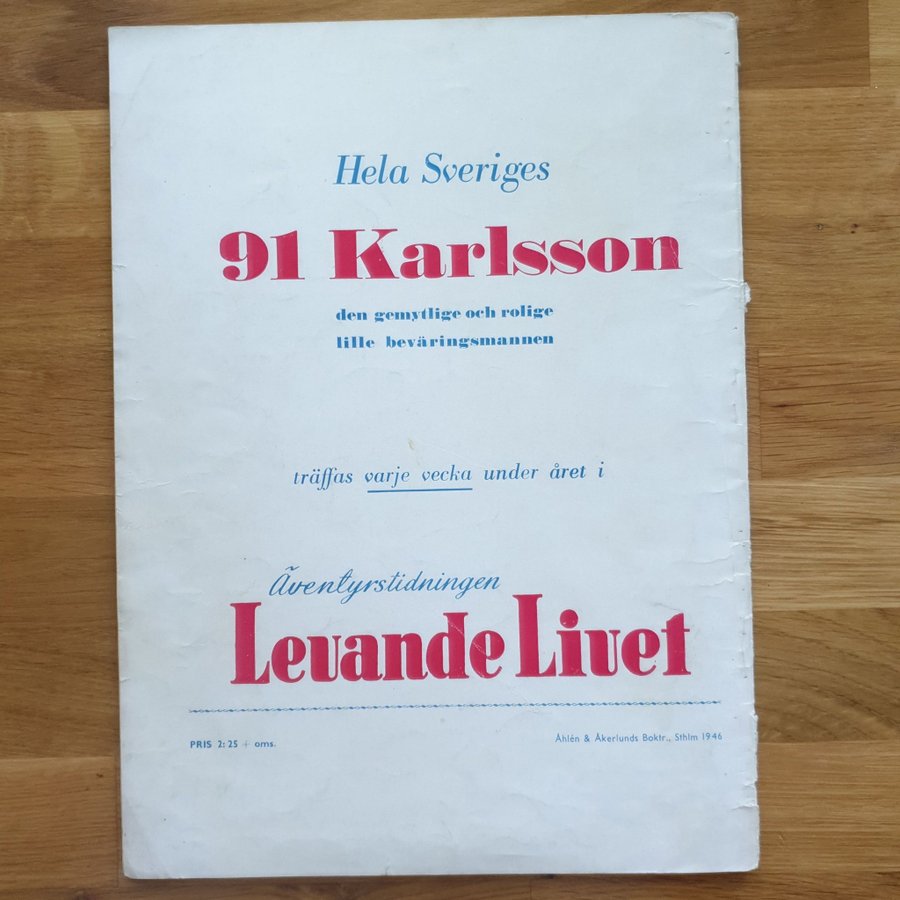 Hela Sveriges
91 Karlsson
den gemytlige och rolige
lille beväringsmannen
träffas varje vecka under året i
Äventyrstidningen
Levande Livet
PRIS 2:25 + oms.
Åhlén & Åkerlunds Boktr., Sthlm 1946